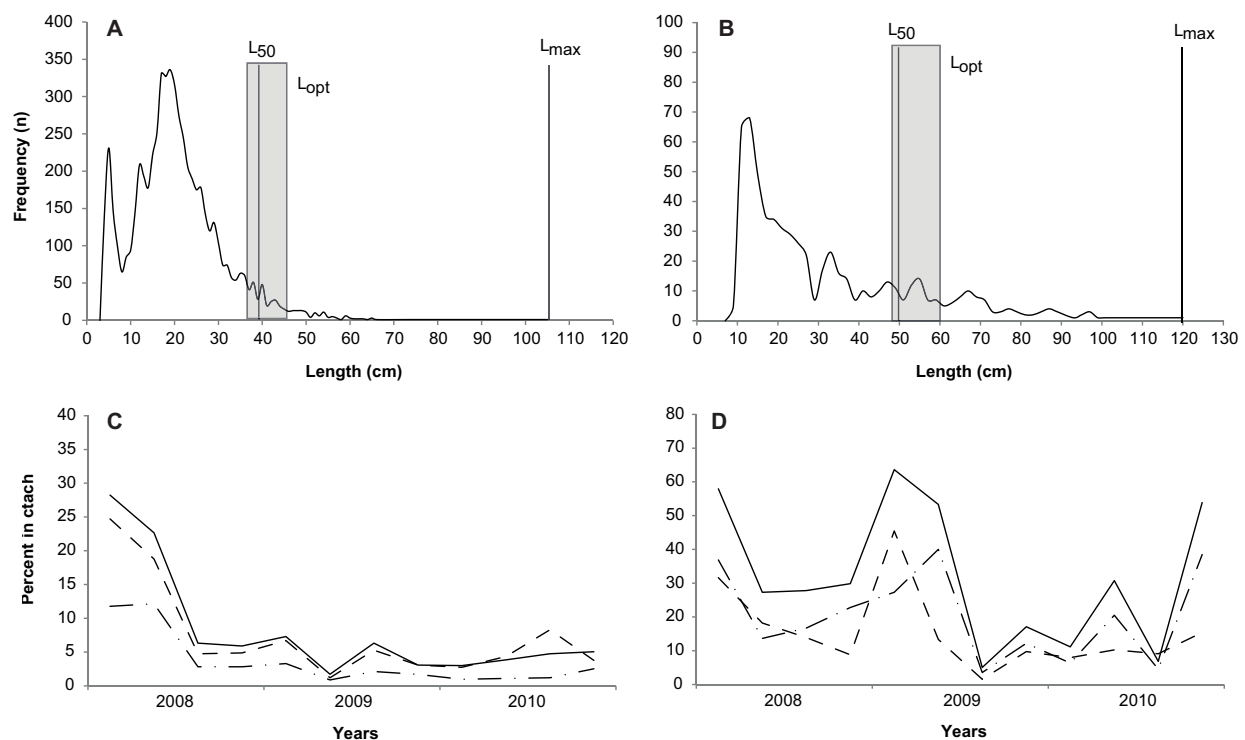 A
L50
Lopt
Lmax
Frequency (n)
400
350
300
250
200
150
100
50
0
0 10 20 30 40 50 60 70 80 90 100 110 120
Length (cm)
B
L50
Lopt
Lmax
100
90
80
70
60
50
40
30
20
10
0
0 10 20 30 40 50 60 70 80 90 100 110 120 130
Length (cm)
C
Percent in ctach
40
35
30
25
20
15
10
5
0
2008 2009 2010
Years
D
80
70
60
50
40
30
20
10
0
2008 2009 2010
Years